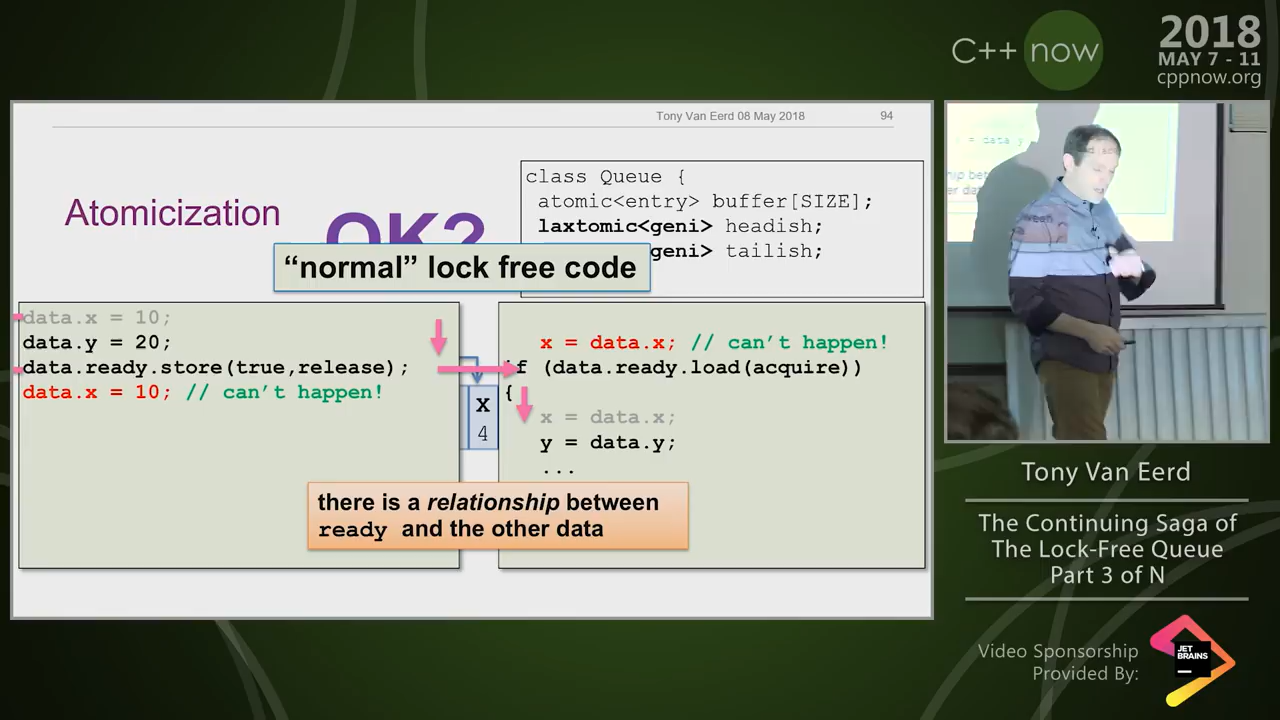 C++ now
2018
MAY 7 - 11
cppnow.org
Tony Van Eerd 08 May 2018
94
Atomicization
OK?
class Queue {
atomic<entry> buffer[SIZE];
laxtomic<geni> headish;
geni> tailish;
“normal” lock free code
data.x = 10;
data.y = 20;
data.ready.store(true,release);
data.x = 10; // can’t happen!
X
4
x = data.x; // can’t happen!
if (data.ready.load(acquire))
{
x = data.x;
y = data.y;
...
there is a relationship between
ready and the other data
Tony Van Eerd
The Continuing Saga of
The Lock-Free Queue
Part 3 of N
Video Sponsorship
Provided By:
JET
BRAINS